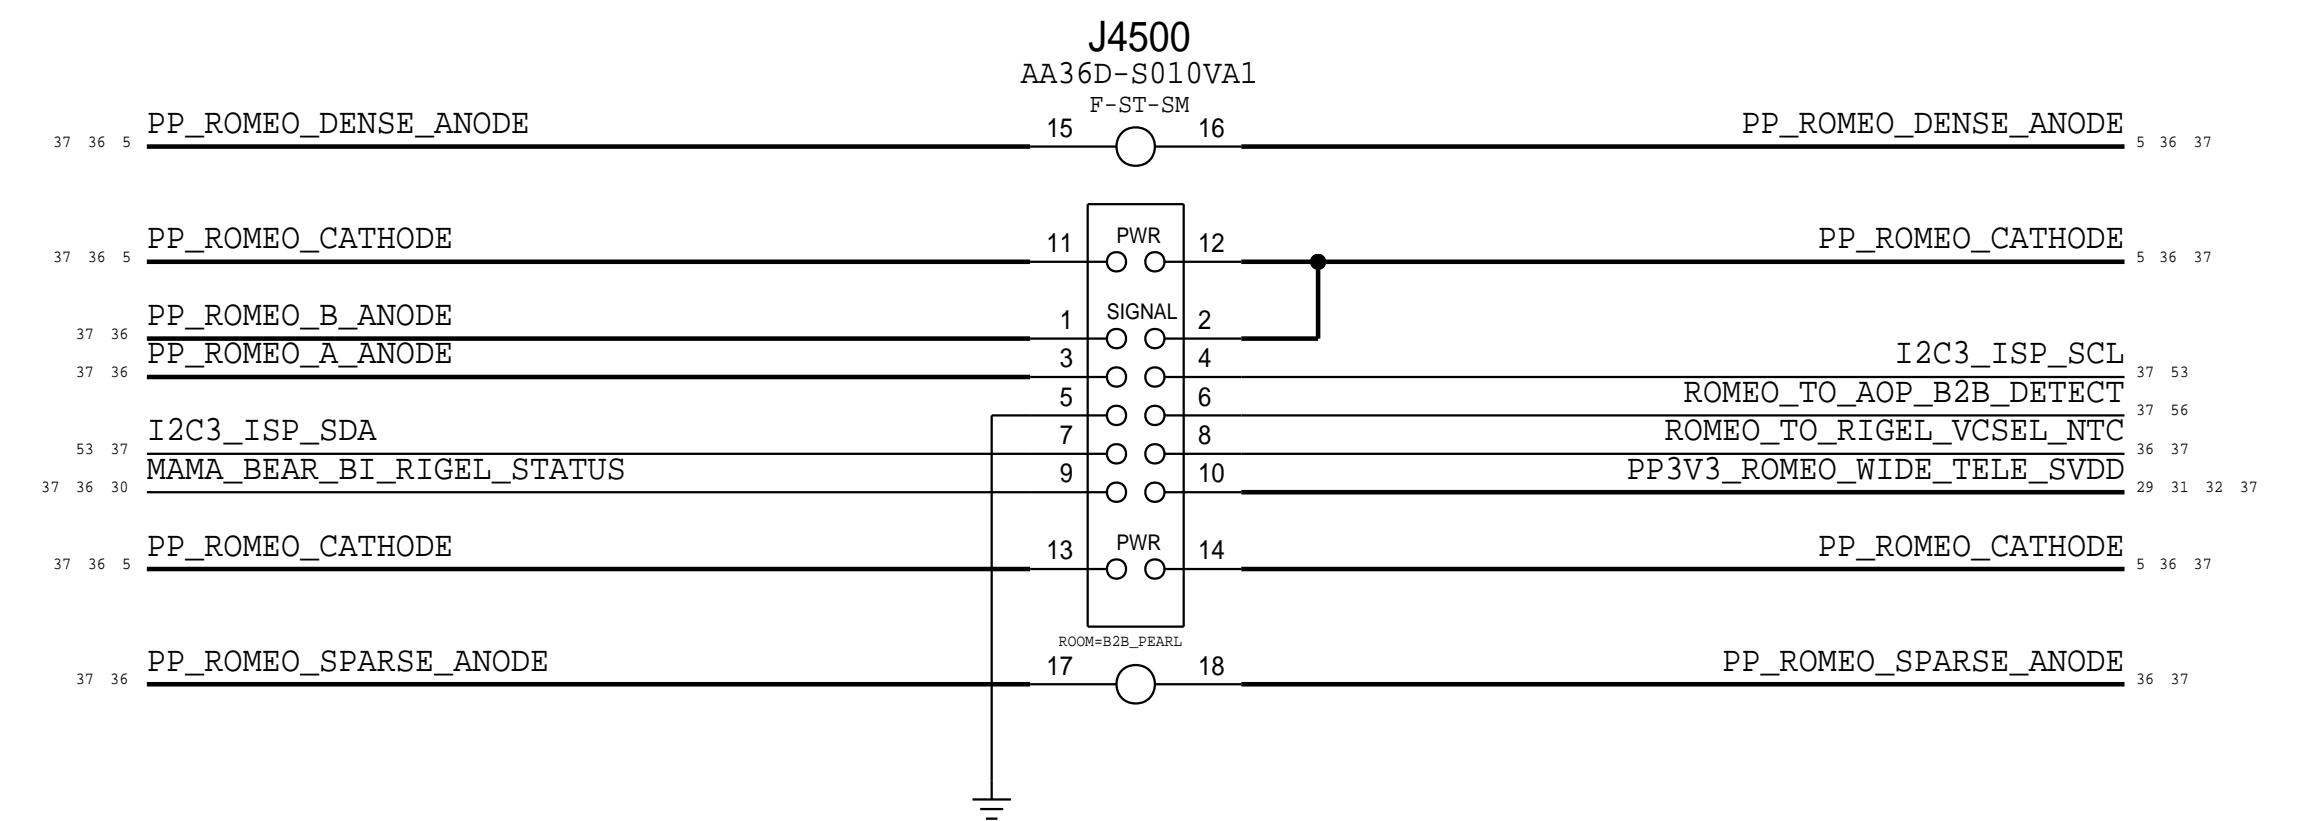 J4500
AA36D-S010VA1
F-ST-SM
37 36 5 PP_ROMEO_DENSE_ANODE 15 16 PP_ROMEO_DENSE_ANODE 5 36 37
37 36 5 PP_ROMEO_CATHODE 11 PWR 12 PP_ROMEO_CATHODE 5 36 37
37 36 PP_ROMEO_B_ANODE 1 SIGNAL 2
37 36 PP_ROMEO_A_ANODE 3 4 I2C3_ISP_SCL 37 53
5 6 ROMEO_TO_AOP_B2B_DETECT 37 56
53 37 I2C3_ISP_SDA 7 8 ROMEO_TO_RIGEL_VCSEL_NTC 36 37
37 36 30 MAMA_BEAR_BI_RIGEL_STATUS 9 10 PP3V3_ROMEO_WIDE_TELE_SVDD 29 31 32 37
37 36 5 PP_ROMEO_CATHODE 13 PWR 14 PP_ROMEO_CATHODE 5 36 37
ROOM=B2B_PEARL
37 36 PP_ROMEO_SPARSE_ANODE 17 18 PP_ROMEO_SPARSE_ANODE 36 37